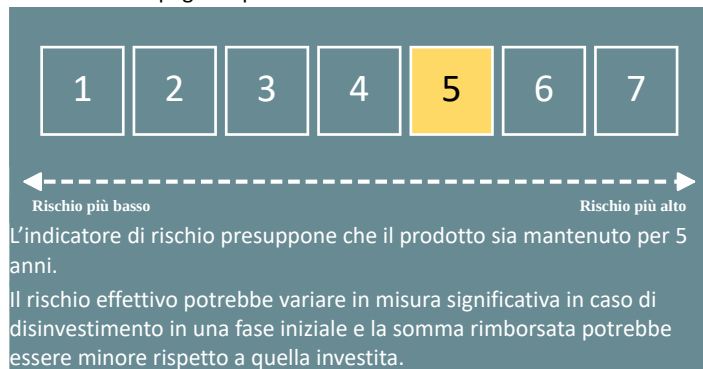 1 2 3 4 5 6 7
Rischio più basso Rischio più alto
L’indicatore di rischio presuppone che il prodotto sia mantenuto per 5
anni.
Il rischio effettivo potrebbe variare in misura significativa in caso di
disinvestimento in una fase iniziale e la somma rimborsata potrebbe
essere minore rispetto a quella investita.